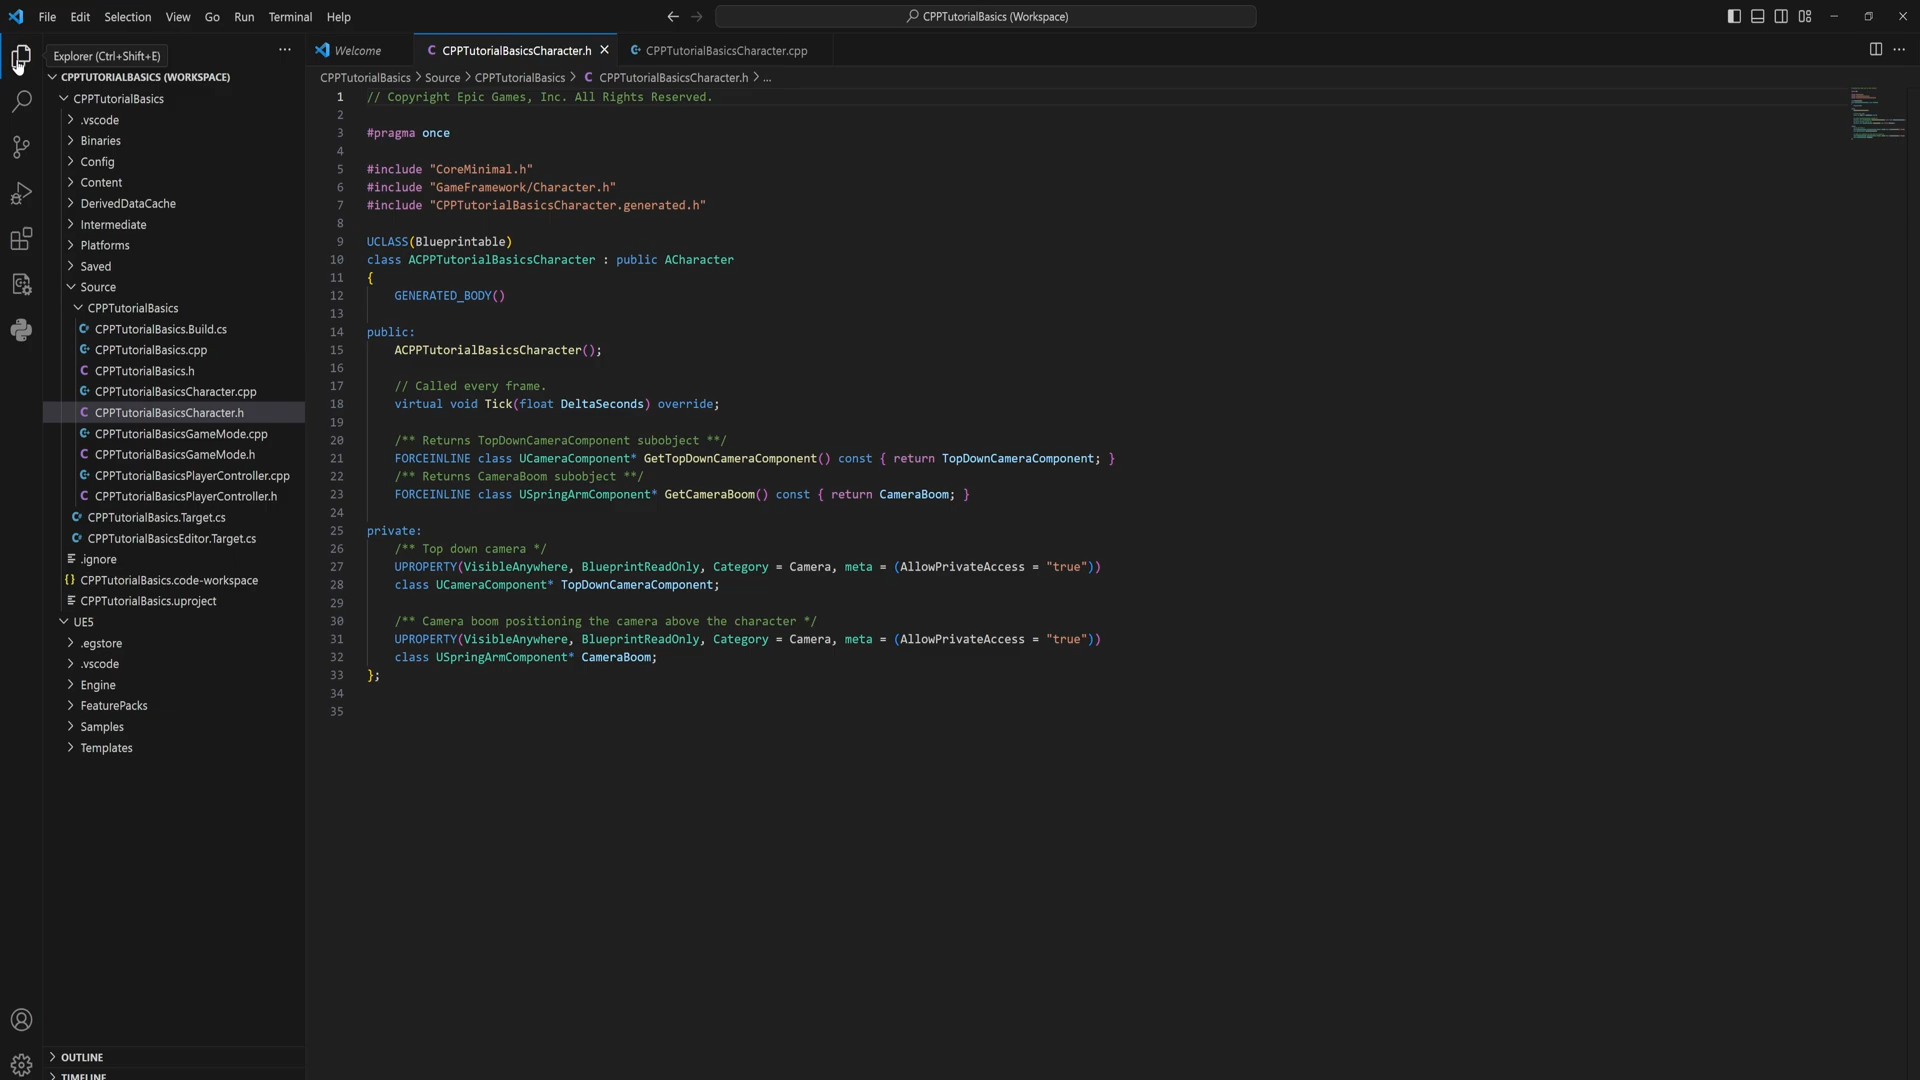 File Edit Selection View Go Run Terminal Help
CPPTutorialBasics (Workspace)
Explorer (Ctrl+Shift+E)
Welcome
CPPTutorialBasicsCharacter.h
CPPTutorialBasicsCharacter.cpp
CPPTUTORIALBASICS (WORKSPACE)
CPPTutorialBasics
.vscode
Binaries
Config
Content
DerivedDataCache
Intermediate
Platforms
Saved
Source
CPPTutorialBasics
CPPTutorialBasics.Build.cs
CPPTutorialBasics.cpp
CPPTutorialBasics.h
CPPTutorialBasicsCharacter.cpp
CPPTutorialBasicsCharacter.h
CPPTutorialBasicsGameMode.cpp
CPPTutorialBasicsGameMode.h
CPPTutorialBasicsPlayerController.cpp
CPPTutorialBasicsPlayerController.h
CPPTutorialBasics.Target.cs
CPPTutorialBasicsEditor.Target.cs
.ignore
CPPTutorialBasics.code-workspace
CPPTutorialBasics.uproject
UE5
.egstore
.vscode
Engine
FeaturePacks
Samples
Templates
OUTLINE
TIMELINE
CPPTutorialBasics > Source > CPPTutorialBasics > C CPPTutorialBasicsCharacter.h > ...
1 // Copyright Epic Games, Inc. All Rights Reserved.
2
3 #pragma once
4
5 #include "CoreMinimal.h"
6 #include "GameFramework/Character.h"
7 #include "CPPTutorialBasicsCharacter.generated.h"
8
9 UCLASS(Blueprintable)
10 class ACPPTutorialBasicsCharacter : public ACharacter
11 {
12 GENERATED_BODY()
13
14 public:
15 ACPPTutorialBasicsCharacter();
16
17 // Called every frame.
18 virtual void Tick(float DeltaSeconds) override;
19
20 /** Returns TopDownCameraComponent subobject **/
21 FORCEINLINE class UCameraComponent* GetTopDownCameraComponent() const { return TopDownCameraComponent; }
22 /** Returns CameraBoom subobject **/
23 FORCEINLINE class USpringArmComponent* GetCameraBoom() const { return CameraBoom; }
24
25 private:
26 /** Top down camera */
27 UPROPERTY(VisibleAnywhere, BlueprintReadOnly, Category = Camera, meta = (AllowPrivateAccess = "true"))
28 class UCameraComponent* TopDownCameraComponent;
29
30 /** Camera boom positioning the camera above the character */
31 UPROPERTY(VisibleAnywhere, BlueprintReadOnly, Category = Camera, meta = (AllowPrivateAccess = "true"))
32 class USpringArmComponent* CameraBoom;
33 };
34
35